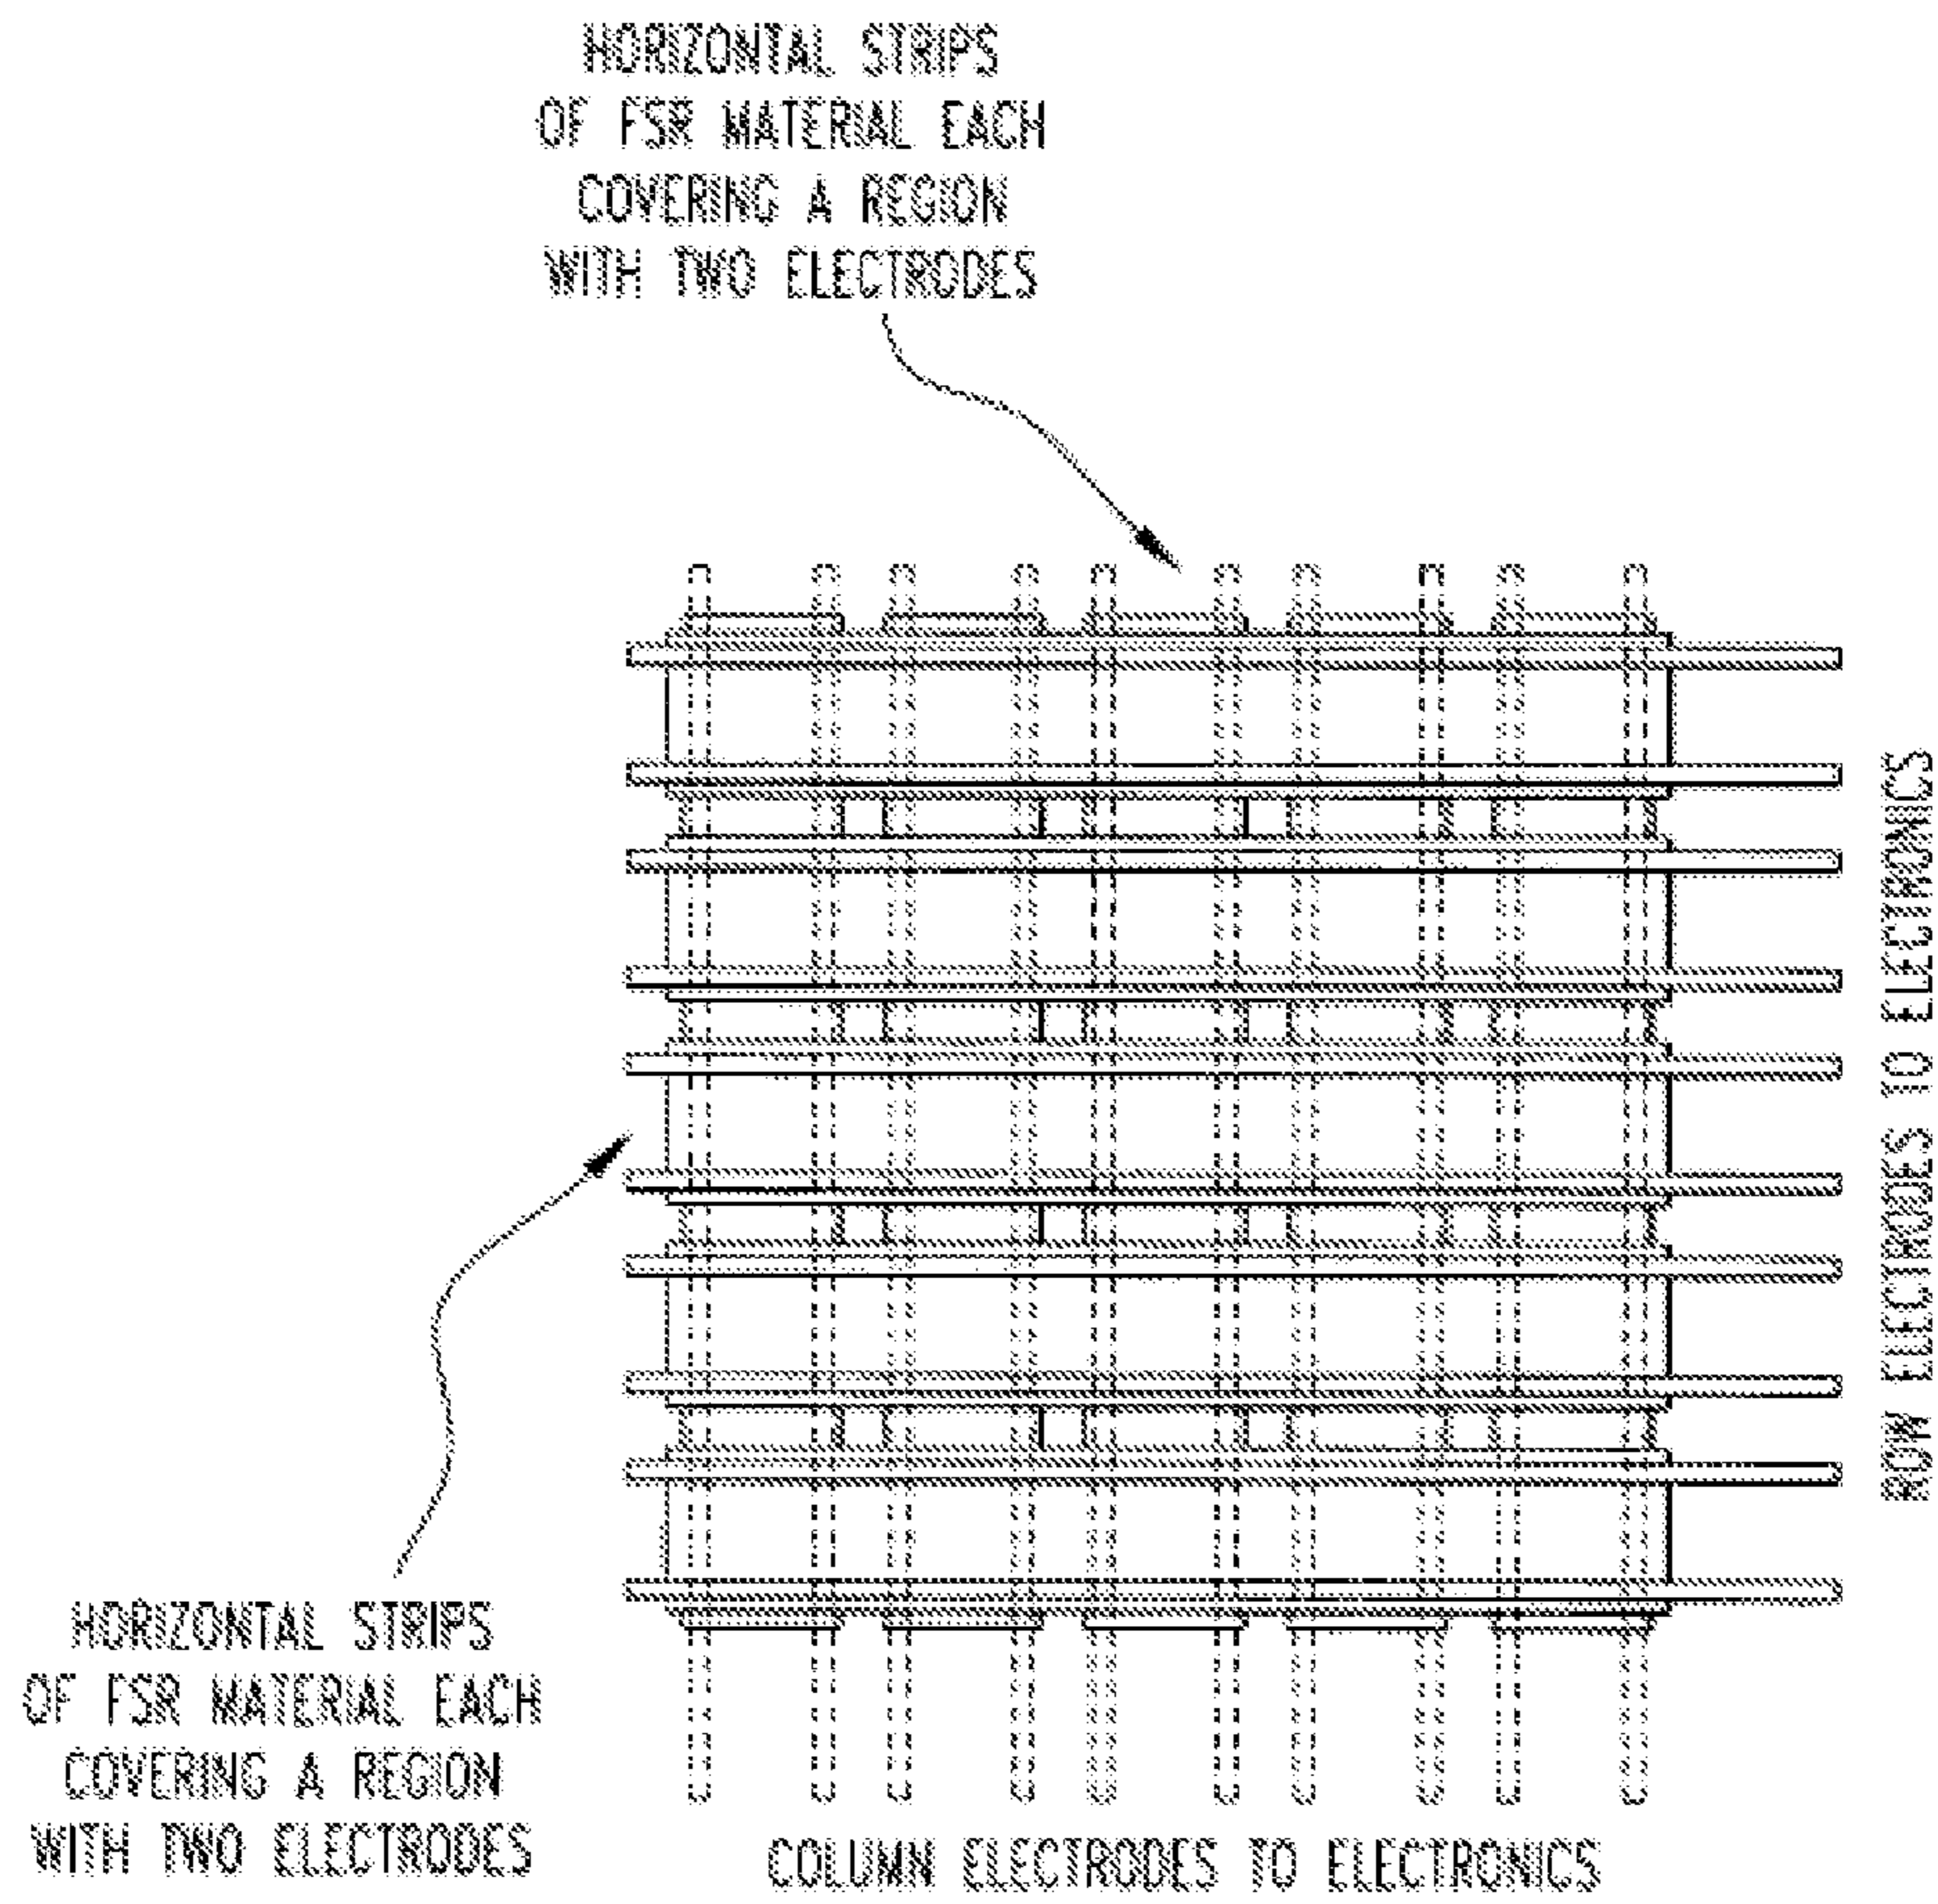 HORIZONTAL STRIPS
OF FSR MATERIAL EACH
COVERING A REGION
WITH TWO ELECTRODES
ROW ELECTRODES TO ELECTRONICS
HORIZONTAL STRIPS
OF FSR MATERIAL EACH
COVERING A REGION
WITH TWO ELECTRODES
COLUMN ELECTRODES TO ELECTRONICS